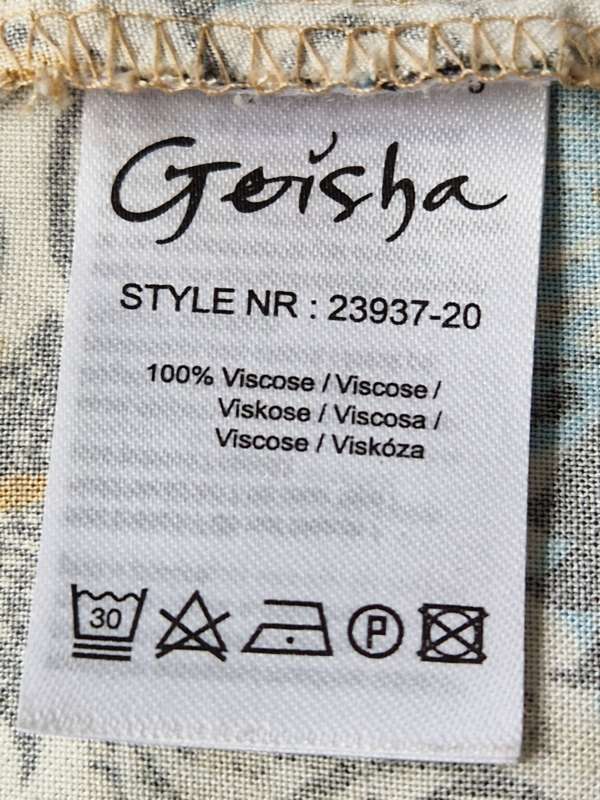 Geisha
STYLE NR : 23937-20
100% Viscose / Viscose /
Viskose / Viscosa /
Viscose / Viskóza
30
P